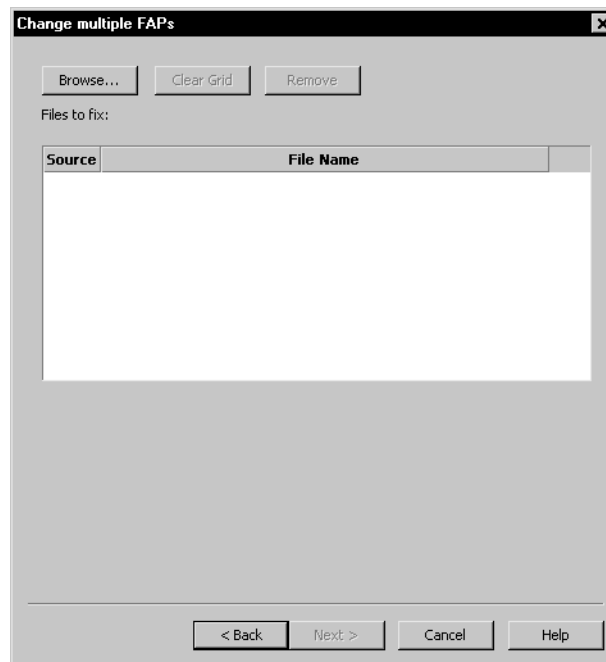 Change multiple FAPs
Browse... Clear Grid Remove
Files to fix:
Source File Name
< Back Next > Cancel Help